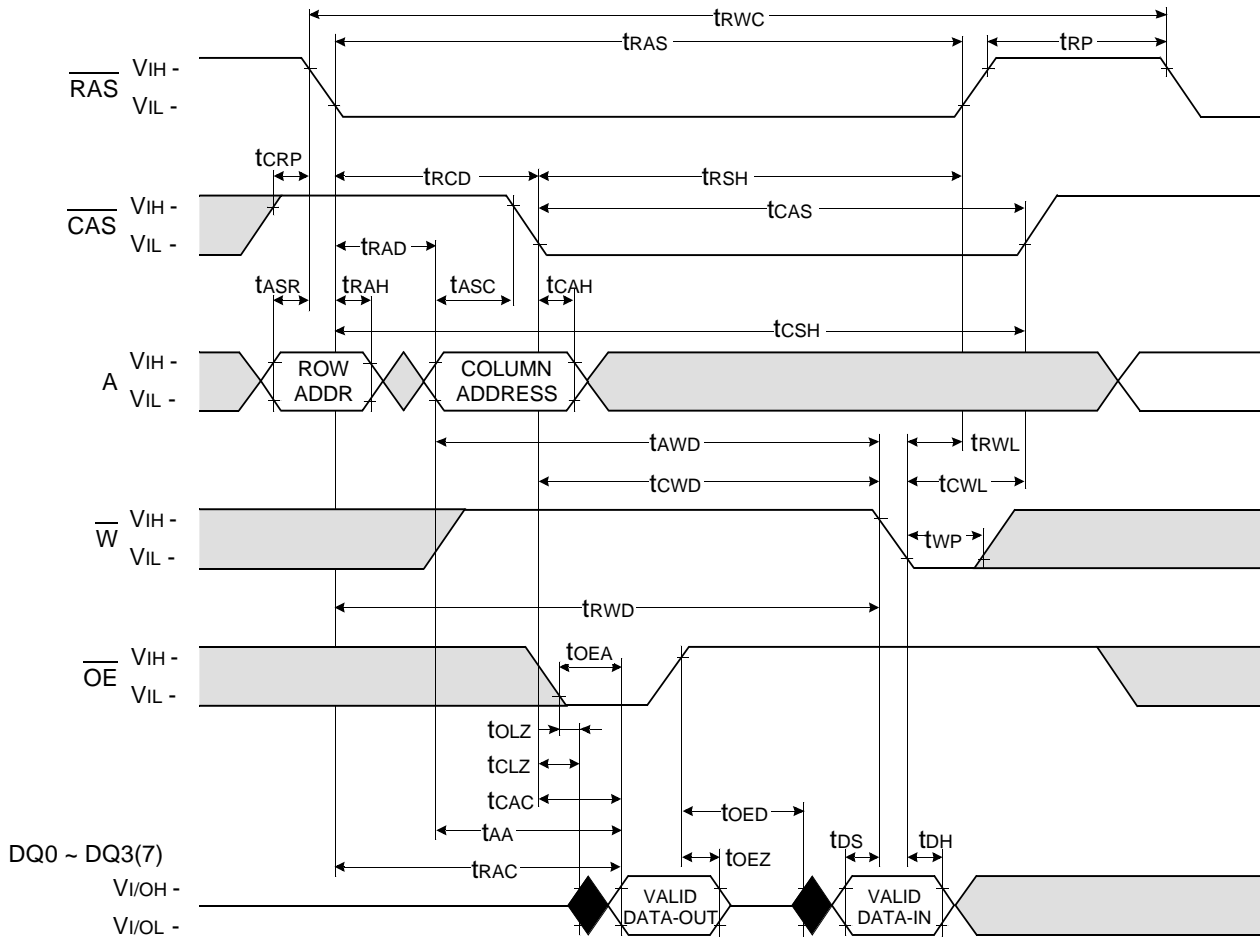 tRWC
tRAS
tRP
RAS
VIH -
VIL -
tCRP
tRCD
tRSH
CAS
VIH -
VIL -
tCAS
tRAD
tASR
tRAH
tASC
tCAH
tCSH
A
VIH -
VIL -
ROW
ADDR
COLUMN
ADDRESS
tAWD
tRWL
tCWD
tCWL
W
VIH -
VIL -
tWP
tRWD
OE
VIH -
VIL -
tOEA
tOLZ
tCLZ
tCAC
tOED
tAA
tDS
tDH
DQ0 ~ DQ3(7)
tRAC
tOEZ
VI/OH -
VI/OL -
VALID
DATA-OUT
VALID
DATA-IN